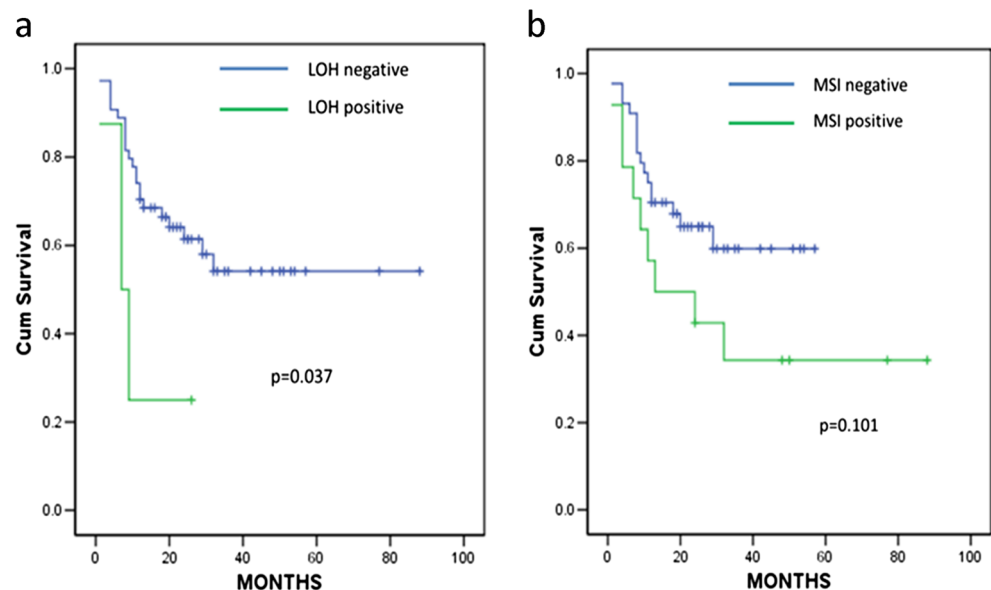 a
LOH negative
LOH positive
1.0
0.8
0.6
0.4
0.2
0.0
Cum Survival
p=0.037
0 20 40 60 80 100
MONTHS
b
MSI negative
MSI positive
1.0
0.8
0.6
0.4
0.2
0.0
Cum Survival
p=0.101
0 20 40 60 80 100
MONTHS